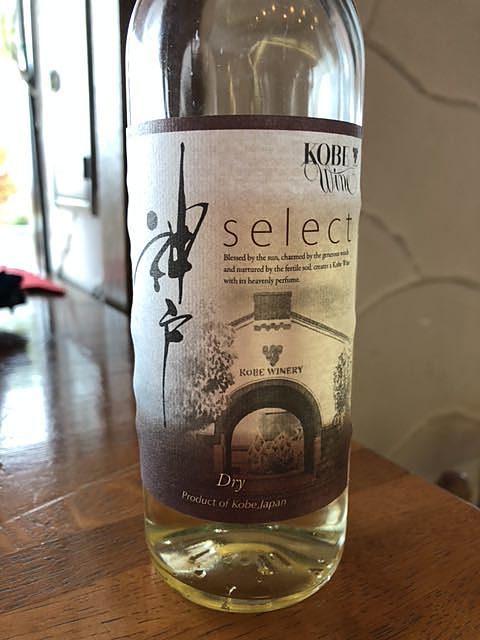 KOBE
Wine
神戸
select
Blessed by the sun, charmed by the generous winds
and nurtured by the fertile soil, creates a Kobe Wine
with its heavenly perfume.
KOBE WINERY
Dry
Product of Kobe,Japan